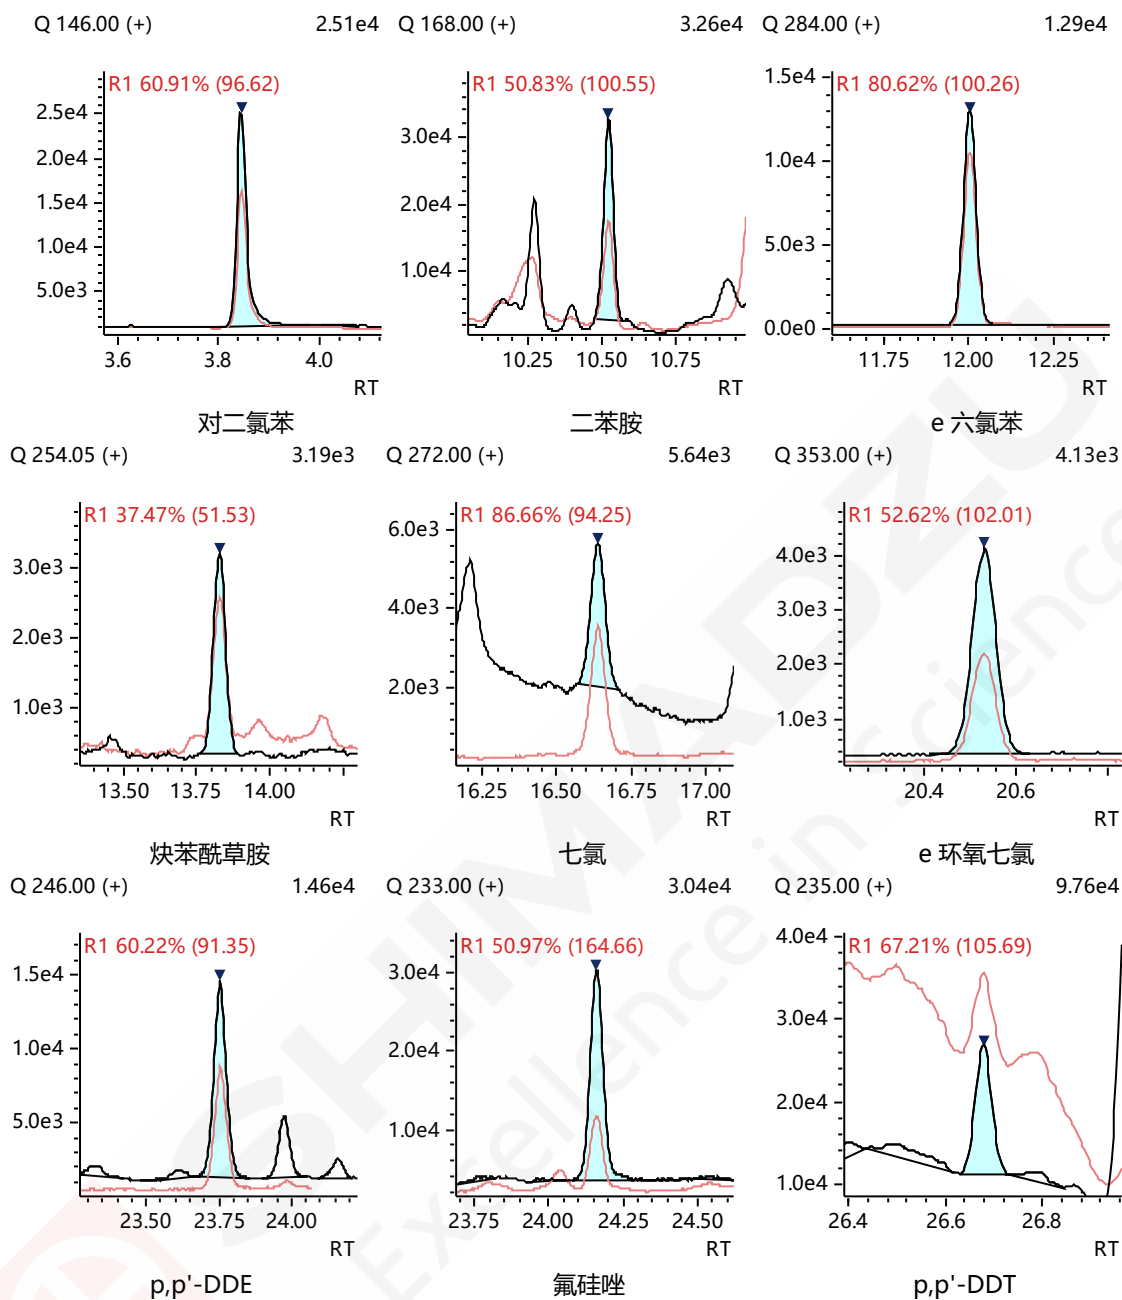 Q 146.00 (+) 2.51e4
R1 60.91% (96.62)
2.5e4
2.0e4
1.5e4
1.0e4
5.0e3
3.6 3.8 4.0
RT
对二氯苯
Q 168.00 (+) 3.26e4
R1 50.83% (100.55)
3.0e4
2.0e4
1.0e4
10.25 10.50 10.75
RT
二苯胺
Q 284.00 (+) 1.29e4
R1 80.62% (100.26)
1.5e4
1.0e4
5.0e3
0.0e0
11.75 12.00 12.25
RT
e 六氯苯
Q 254.05 (+) 3.19e3
R1 37.47% (51.53)
3.0e3
2.0e3
1.0e3
13.50 13.75 14.00
RT
炔苯酰草胺
Q 272.00 (+) 5.64e3
R1 86.66% (94.25)
6.0e3
4.0e3
2.0e3
16.25 16.50 16.75 17.00
RT
七氯
Q 353.00 (+) 4.13e3
R1 52.62% (102.01)
4.0e3
3.0e3
2.0e3
1.0e3
20.4 20.6
RT
e 环氧七氯
Q 246.00 (+) 1.46e4
R1 60.22% (91.35)
1.5e4
1.0e4
5.0e3
23.50 23.75 24.00
RT
p,p'-DDE
Q 233.00 (+) 3.04e4
R1 50.97% (164.66)
3.0e4
2.0e4
1.0e4
23.75 24.00 24.25 24.50
RT
氟硅唑
Q 235.00 (+) 9.76e4
R1 67.21% (105.69)
4.0e4
3.0e4
2.0e4
1.0e4
26.4 26.6 26.8
RT
p,p'-DDT
SHIMADZU
Excellence in Science